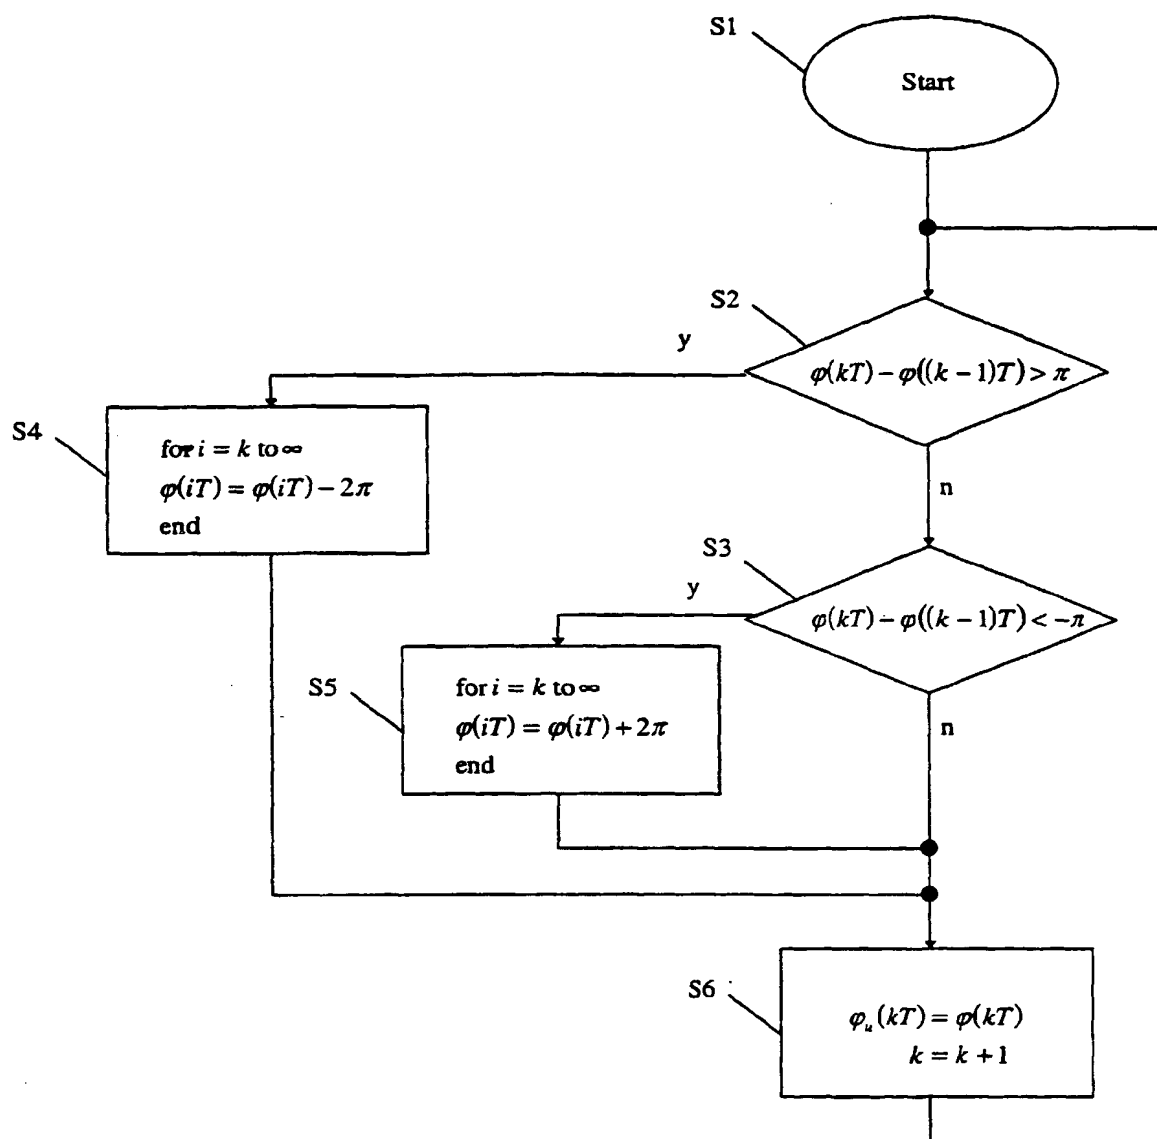 S1
Start
S2
y
φ(kT) − φ((k − 1)T) > π
S4
for i = k to ∞
φ(iT) = φ(iT) − 2π
end
n
S3
y
φ(kT) − φ((k − 1)T) < −π
S5
for i = k to ∞
φ(iT) = φ(iT) + 2π
end
n
S6
φ_u(kT) = φ(kT)
k = k + 1